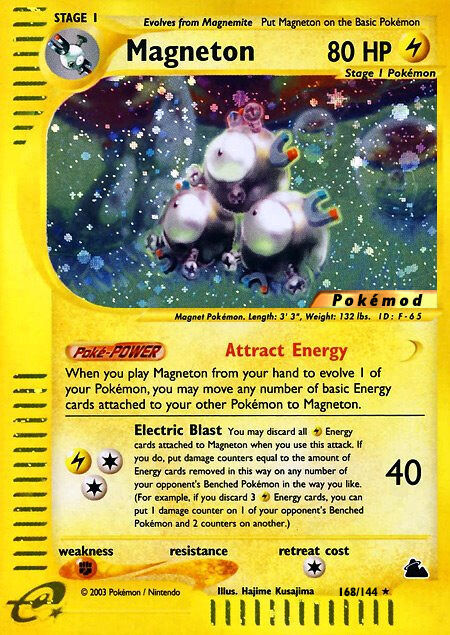 STAGE 1
Evolves from Magnemite Put Magneton on the Basic Pokémon
Magneton 80 HP
Stage 1 Pokémon
Pokémod
Magnet Pokémon. Length: 3' 3", Weight: 132 lbs. ID: F-65
Poké-POWER Attract Energy
When you play Magneton from your hand to evolve 1 of
your Pokémon, you may move any number of basic Energy
cards attached to your other Pokémon to Magneton.
Electric Blast You may discard all Energy
cards attached to Magneton when you use this attack. If
you do, put damage counters equal to the amount of
Energy cards removed in this way on any number of
your opponent's Benched Pokémon in the way you like.
(For example, if you discard 3 Energy cards, you can
put 1 damage counter on 1 of your opponent's Benched
Pokémon and 2 counters on another.)
40
weakness resistance retreat cost
© 2003 Pokémon / Nintendo Illus. Hajime Kusajima 168/144 ★
e